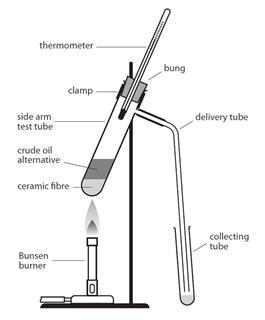 thermometer
bung
clamp
side arm
test tube
delivery tube
crude oil
alternative
ceramic fibre
collecting
tube
Bunsen
burner